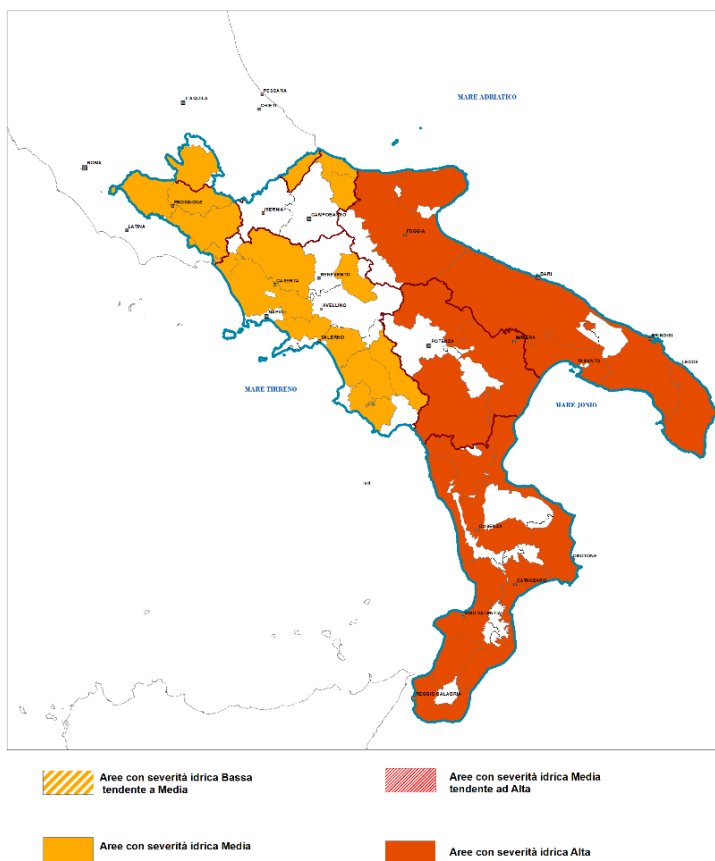 PESCARA
L'AQUILA
CHIETI
MARE ADRIATICO
ROMA
FROSINONE
ISERNIA
CAMPOBASSO
LATINA
FOGGIA
BENEVENTO
BARI
CASERTA
AVELLINO
NAPOLI
SALERNO
POTENZA
MATERA
BRINDISI
TARANTO
LECCE
MARE TIRRENO
MARE JONIO
COSENZA
CROTONE
CATANZARO
VIBO VALENTIA
REGGIO CALABRIA
Aree con severità idrica Bassa
tendente a Media
Aree con severità idrica Media
tendente ad Alta
Aree con severità idrica Media
Aree con severità idrica Alta